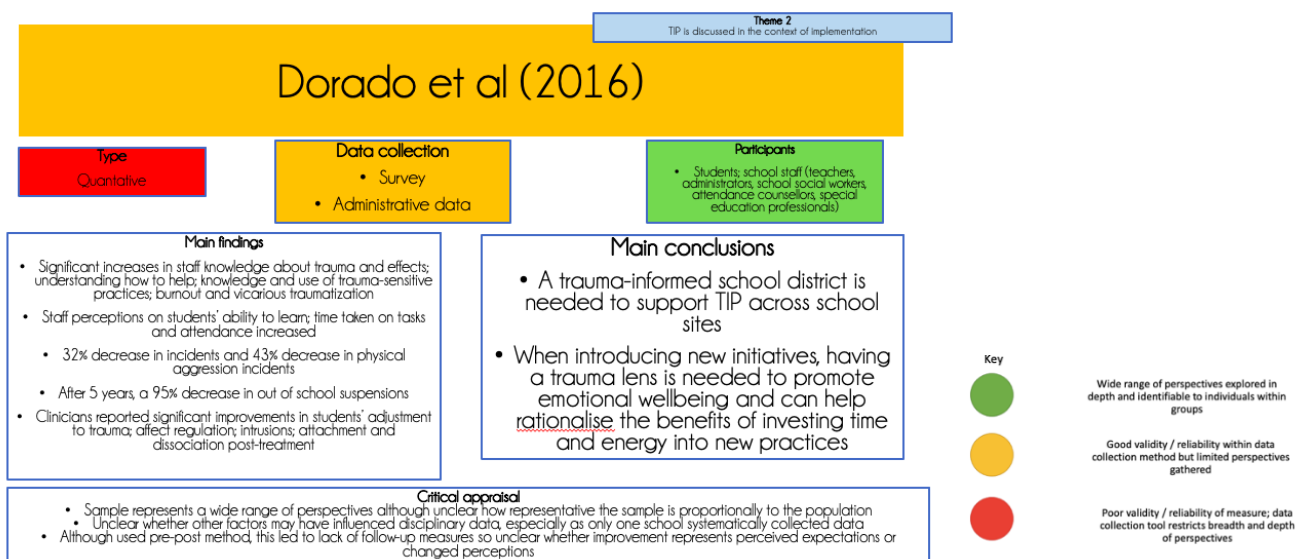 Theme 2
TIP is discussed in the context of implementation
Dorado et al (2016)
Type
Quantative
Data collection
• Survey
• Administrative data
Participants
• Students; school staff (teachers,
administrators, school social workers,
attendance counsellors, special
education professionals)
Main findings
• Significant increases in staff knowledge about trauma and effects;
understanding how to help; knowledge and use of trauma-sensitive
practices; burnout and vicarious traumatization
• Staff perceptions on students' ability to learn; time taken on tasks
and attendance increased
• 32% decrease in incidents and 43% decrease in physical
aggression incidents
• After 5 years, a 95% decrease in out of school suspensions
• Clinicians reported significant improvements in students' adjustment
to trauma; affect regulation; intrusions; attachment and
dissociation post-treatment
Main conclusions
• A trauma-informed school district is
needed to support TIP across school
sites
• When introducing new initiatives, having
a trauma lens is needed to promote
emotional wellbeing and can help
rationalise the benefits of investing time
and energy into new practices
Key
Wide range of perspectives explored in
depth and identifiable to individuals within
groups
Good validity / reliability within data
collection method but limited perspectives
gathered
Poor validity / reliability of measure; data
collection tool restricts breadth and depth
of perspectives
Critical appraisal
• Sample represents a wide range of perspectives although unclear how representative the sample is proportionally to the population
• Unclear whether other factors may have influenced disciplinary data, especially as only one school systematically collected data
• Although used pre-post method, this led to lack of follow-up measures so unclear whether improvement represents perceived expectations or
changed perceptions